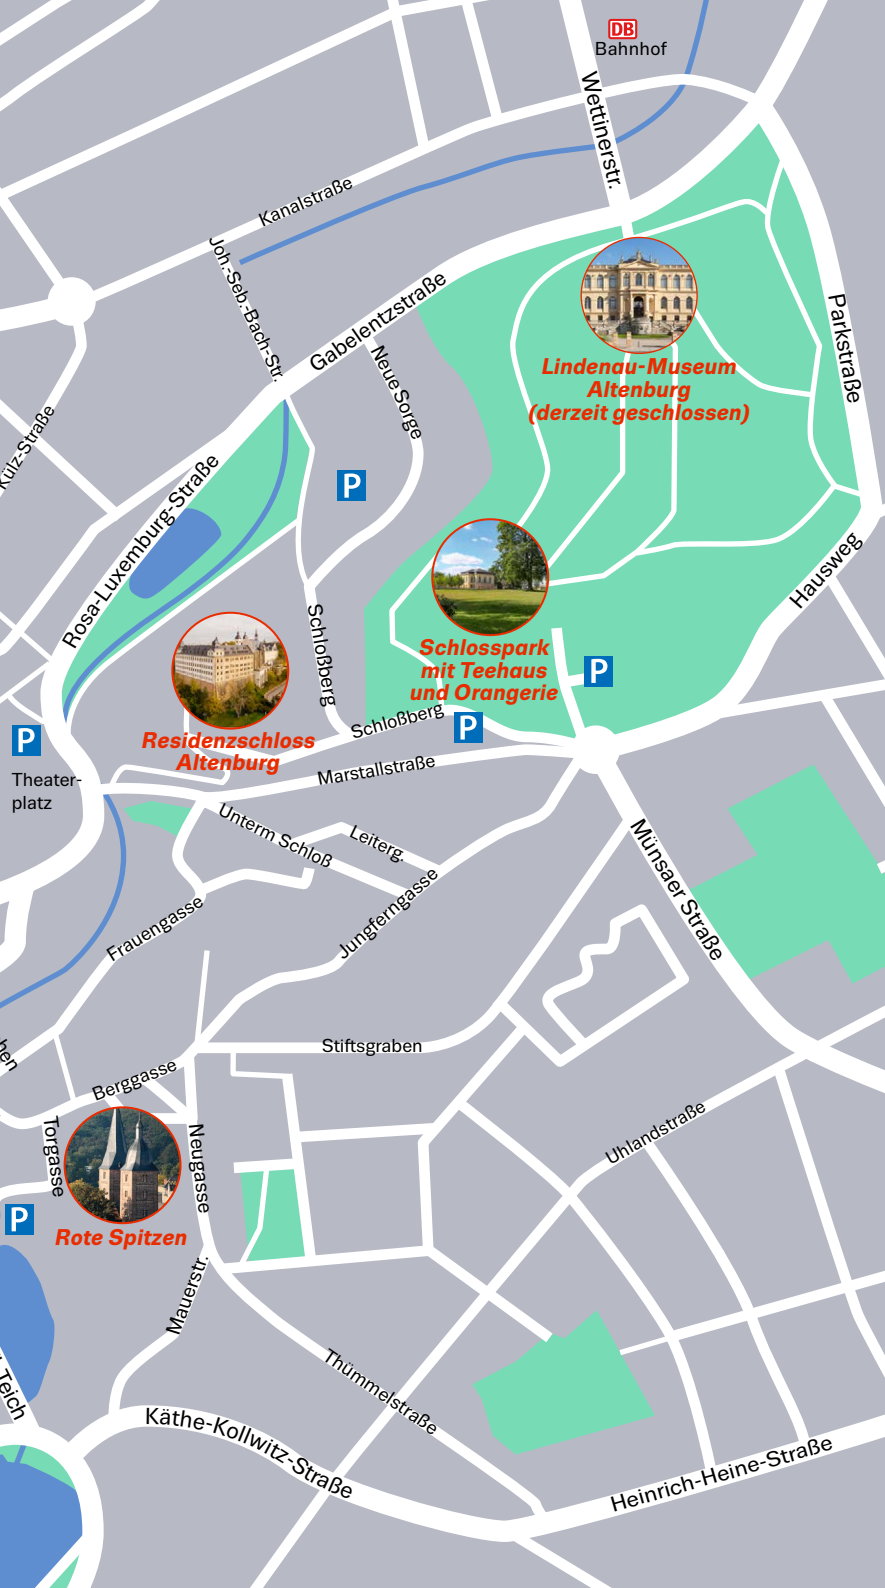 DB
Bahnhof
Wettinerstr.
Kanalstraße
Joh.-Seb.-Bach-Str.
Gabelentzstraße
Neue Sorge
Parkstraße
Lindenau-Museum
Altenburg
(derzeit geschlossen)
Külz-Straße
Rosa-Luxemburg-Straße
P
Hausweg
Schloßberg
Schlosspark
mit Teehaus
und Orangerie
P
Schloßberg
P
Residenzschloss
Altenburg
P
Theater-
platz
Marstallstraße
Unterm Schloß
Leiterg.
Münsaer Straße
Jungferngasse
Frauengasse
Stiftsgraben
Berggasse
Torgasse
Neugasse
Uhlandstraße
P
Rote Spitzen
Mauerstr.
Teich
Thümmelstraße
Käthe-Kollwitz-Straße
Heinrich-Heine-Straße